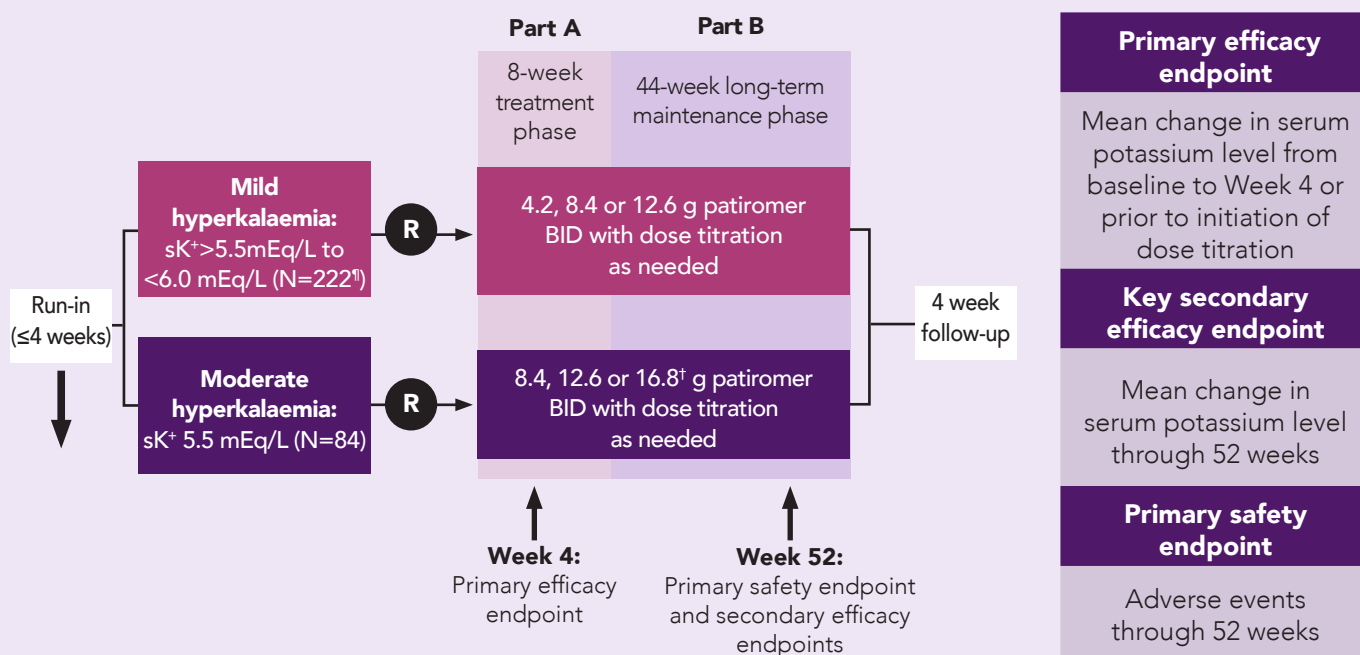 Part A
Part B
8-week
treatment
phase
44-week long-term
maintenance phase
Run-in
(≤4 weeks)
Mild
hyperkalaemia:
sK⁺>5.5mEq/L to
<6.0 mEq/L (N=222¶)
R
4.2, 8.4 or 12.6 g patiromer
BID with dose titration
as needed
Moderate
hyperkalaemia:
sK⁺ 5.5 mEq/L (N=84)
R
8.4, 12.6 or 16.8† g patiromer
BID with dose titration
as needed
4 week
follow-up
Week 4:
Primary efficacy
endpoint
Week 52:
Primary safety endpoint
and secondary efficacy
endpoints
Primary efficacy
endpoint
Mean change in serum
potassium level from
baseline to Week 4 or
prior to initiation of
dose titration
Key secondary
efficacy endpoint
Mean change in
serum potassium level
through 52 weeks
Primary safety
endpoint
Adverse events
through 52 weeks